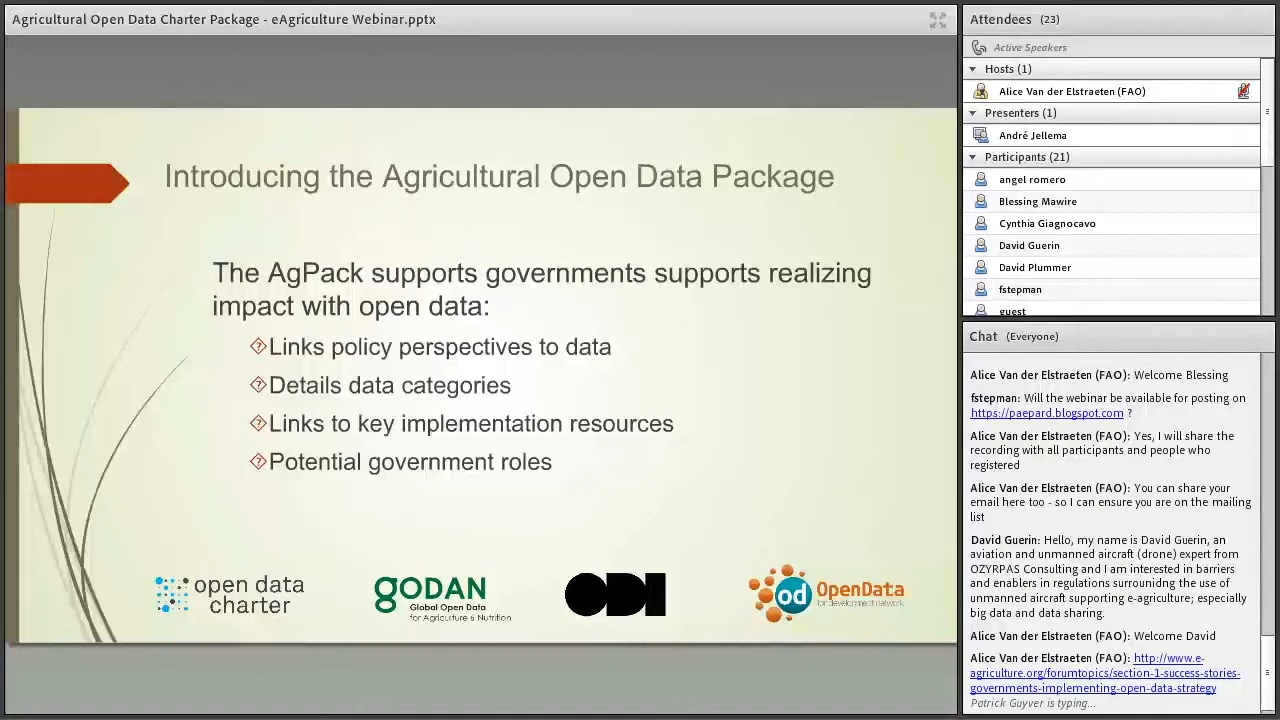 Agricultural Open Data Charter Package - eAgriculture Webinar.pptx
Introducing the Agricultural Open Data Package
The AgPack supports governments supports realizing
impact with open data:
Links policy perspectives to data
Details data categories
Links to key implementation resources
Potential government roles
open data
charter
GODAN
Global Open Data
for Agriculture & Nutrition
ODI
od
OpenData
for development network
Attendees (23)
Active Speakers
Hosts (1)
Alice Van der Elstraeten (FAO)
Presenters (1)
André Jellema
Participants (21)
angel romero
Blessing Mawire
Cynthia Giagnocavo
David Guerin
David Plummer
fstepman
guest
Chat (Everyone)
Alice Van der Elstraeten (FAO): Welcome Blessing
fstepman: Will the webinar be available for posting on
https://paepard.blogspot.com ?
Alice Van der Elstraeten (FAO): Yes, I will share the
recording with all participants and people who
registered
Alice Van der Elstraeten (FAO): You can share your
email here too - so I can ensure you are on the mailing
list
David Guerin: Hello, my name is David Guerin, an
aviation and unmanned aircraft (drone) expert from
OZYRPAS Consulting and I am interested in barriers
and enablers in regulations surrouniding the use of
unmanned aircraft supporting e-agriculture; especially
big data and data sharing.
Alice Van der Elstraeten (FAO): Welcome David
Alice Van der Elstraeten (FAO): http://www.e-
agriculture.org/forumtopics/section-1-success-stories-
governments-implementing-open-data-strategy
Patrick Guyver is typing...